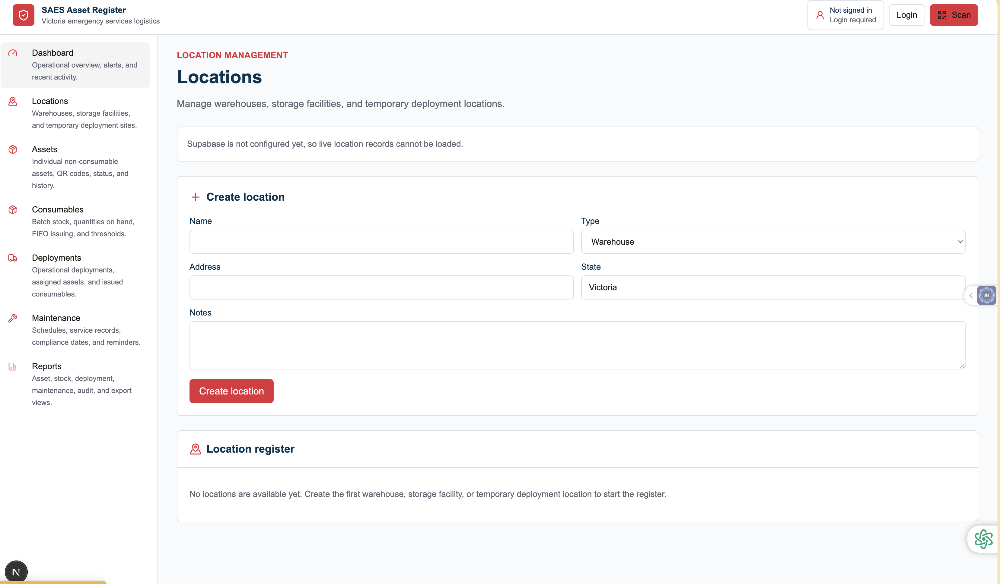 SAES Asset Register
Victoria emergency services logistics
Not signed in
Login required
Login
Scan
Dashboard
Operational overview, alerts, and
recent activity.
Locations
Warehouses, storage facilities,
and temporary deployment sites.
Assets
Individual non-consumable
assets, QR codes, status, and
history.
Consumables
Batch stock, quantities on hand,
FIFO issuing, and thresholds.
Deployments
Operational deployments,
assigned assets, and issued
consumables.
Maintenance
Schedules, service records,
compliance dates, and reminders.
Reports
Asset, stock, deployment,
maintenance, audit, and export
views.
N
LOCATION MANAGEMENT
Locations
Manage warehouses, storage facilities, and temporary deployment locations.
Supabase is not configured yet, so live location records cannot be loaded.
Create location
Name
Type
Warehouse
Address
State
Victoria
AI
Notes
Create location
Location register
No locations are available yet. Create the first warehouse, storage facility, or temporary deployment location to start the register.